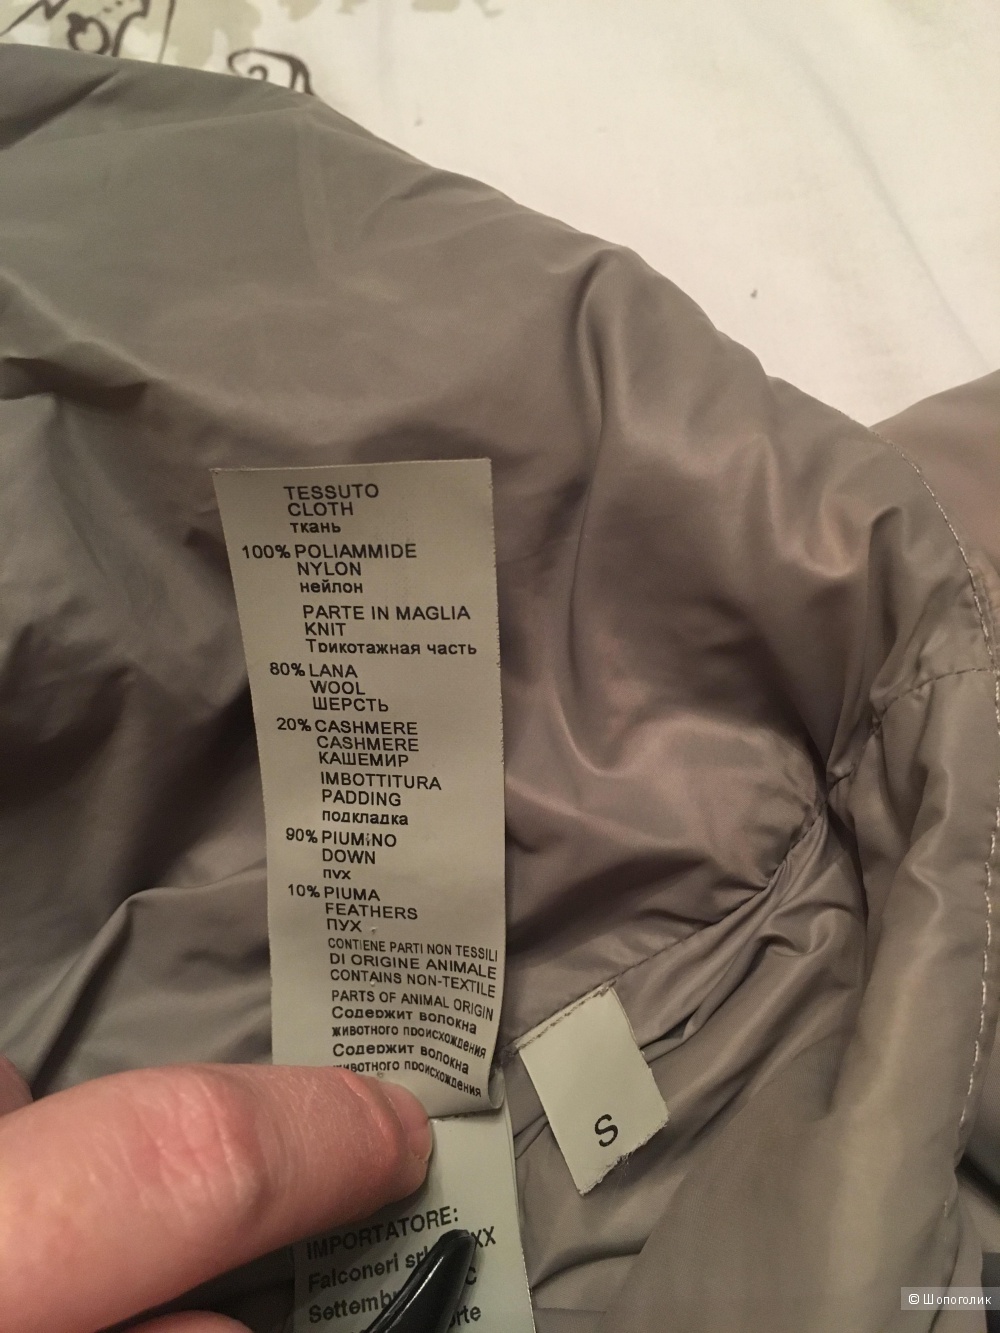 TESSUTO
CLOTH
ткань
100% POLIAMMIDE
NYLON
нейлон
PARTE IN MAGLIA
KNIT
Трикотажная часть
80% LANA
WOOL
ШЕРСТЬ
20% CASHMERE
CASHMERE
КАШЕМИР
IMBOTTITURA
PADDING
подкладка
90% PIUMINO
DOWN
пух
10% PIUMA
FEATHERS
ПУХ
CONTIENE PARTI NON TESSILI
DI ORIGINE ANIMALE
CONTAINS NON-TEXTILE
PARTS OF ANIMAL ORIGIN
Содержит волокна
животного происхождения
Содержит волокна
животного происхождения
S
IMPORTATORE:
Falconeri
© Шопоголик